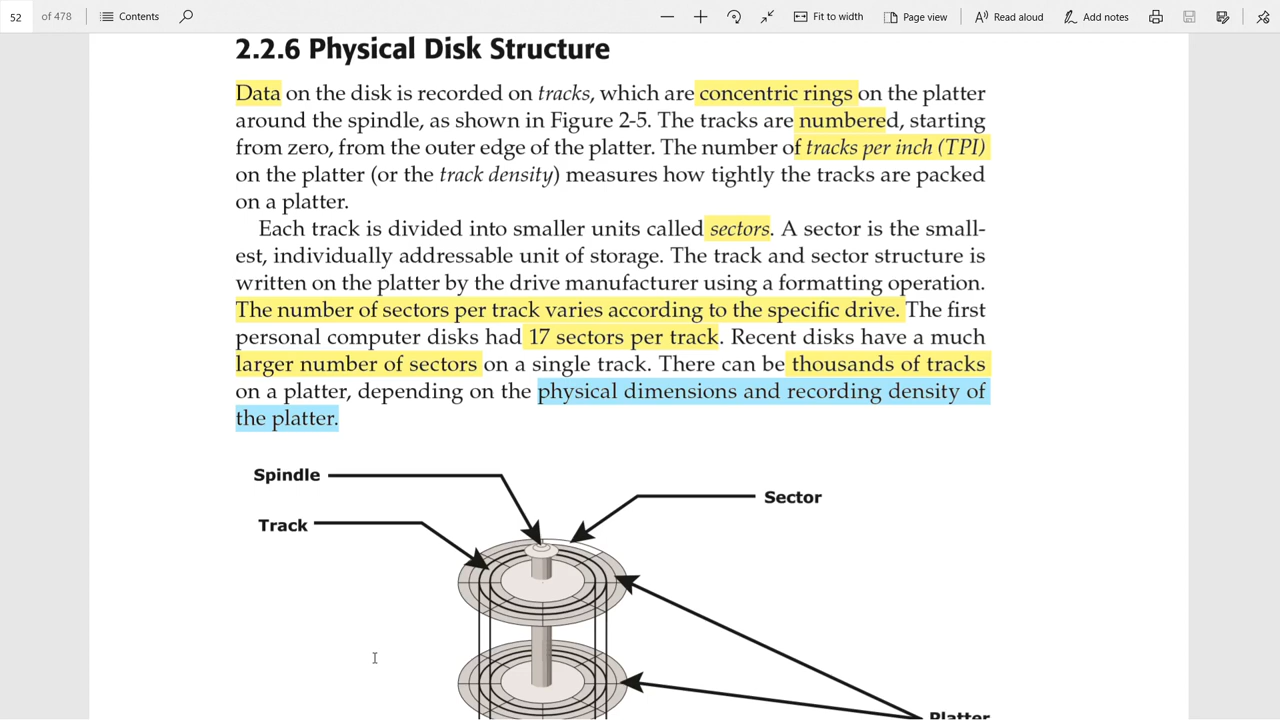 52 of 478 Contents Fit to width Page view Read aloud Add notes
2.2.6 Physical Disk Structure
Data on the disk is recorded on tracks, which are concentric rings on the platter
around the spindle, as shown in Figure 2-5. The tracks are numbered, starting
from zero, from the outer edge of the platter. The number of tracks per inch (TPI)
on the platter (or the track density) measures how tightly the tracks are packed
on a platter.
Each track is divided into smaller units called sectors. A sector is the small-
est, individually addressable unit of storage. The track and sector structure is
written on the platter by the drive manufacturer using a formatting operation.
The number of sectors per track varies according to the specific drive. The first
personal computer disks had 17 sectors per track. Recent disks have a much
larger number of sectors on a single track. There can be thousands of tracks
on a platter, depending on the physical dimensions and recording density of
the platter.
Spindle
Sector
Track
Platter